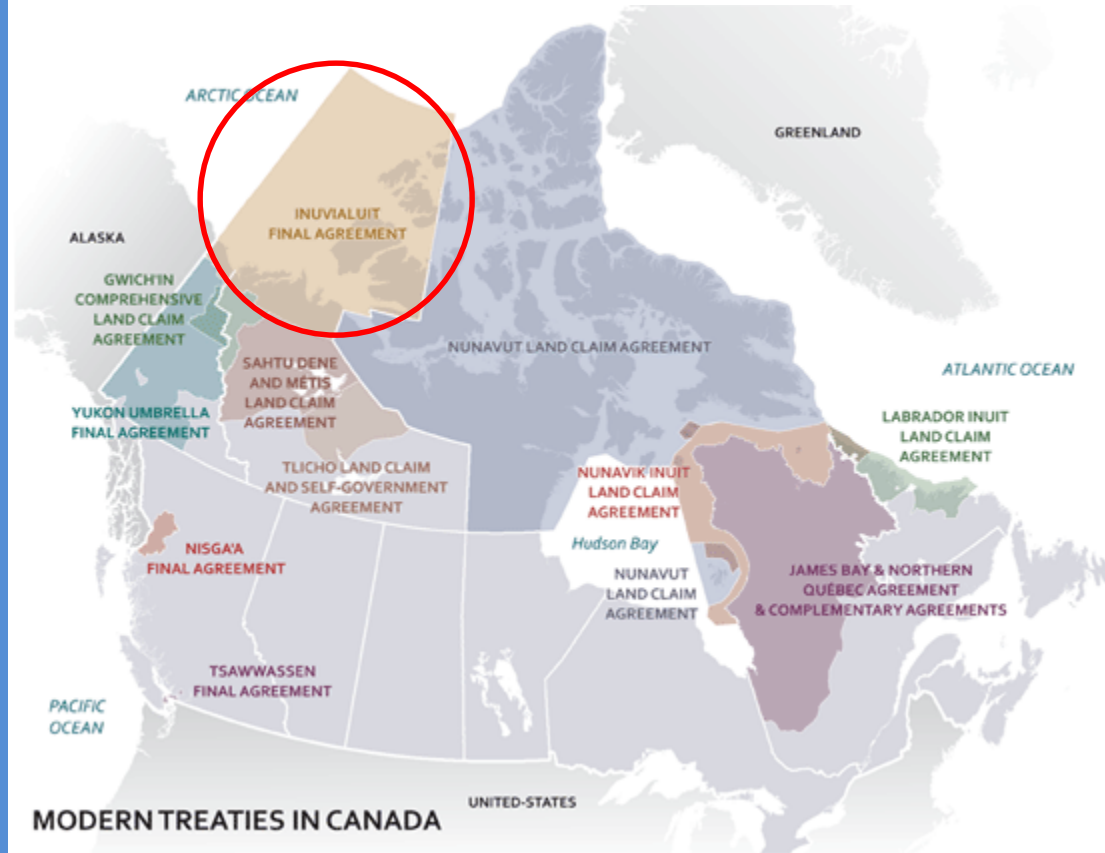 ARCTIC OCEAN
GREENLAND
INUVIALUIT
FINAL AGREEMENT
ALASKA
GWICH'IN
COMPREHENSIVE
LAND CLAIM
AGREEMENT
NUNAVUT LAND CLAIM AGREEMENT
SAHTU DENE
AND MÉTIS
LAND CLAIM
AGREEMENT
ATLANTIC OCEAN
YUKON UMBRELLA
FINAL AGREEMENT
LABRADOR INUIT
LAND CLAIM
AGREEMENT
TLICHO LAND CLAIM
AND SELF-GOVERNMENT
AGREEMENT
NUNAVIK INUIT
LAND CLAIM
AGREEMENT
Hudson Bay
NISGA'A
FINAL AGREEMENT
NUNAVUT
LAND CLAIM
AGREEMENT
JAMES BAY & NORTHERN
QUÉBEC AGREEMENT
& COMPLEMENTARY AGREEMENTS
TSAWWASSEN
FINAL AGREEMENT
PACIFIC
OCEAN
UNITED-STATES
MODERN TREATIES IN CANADA